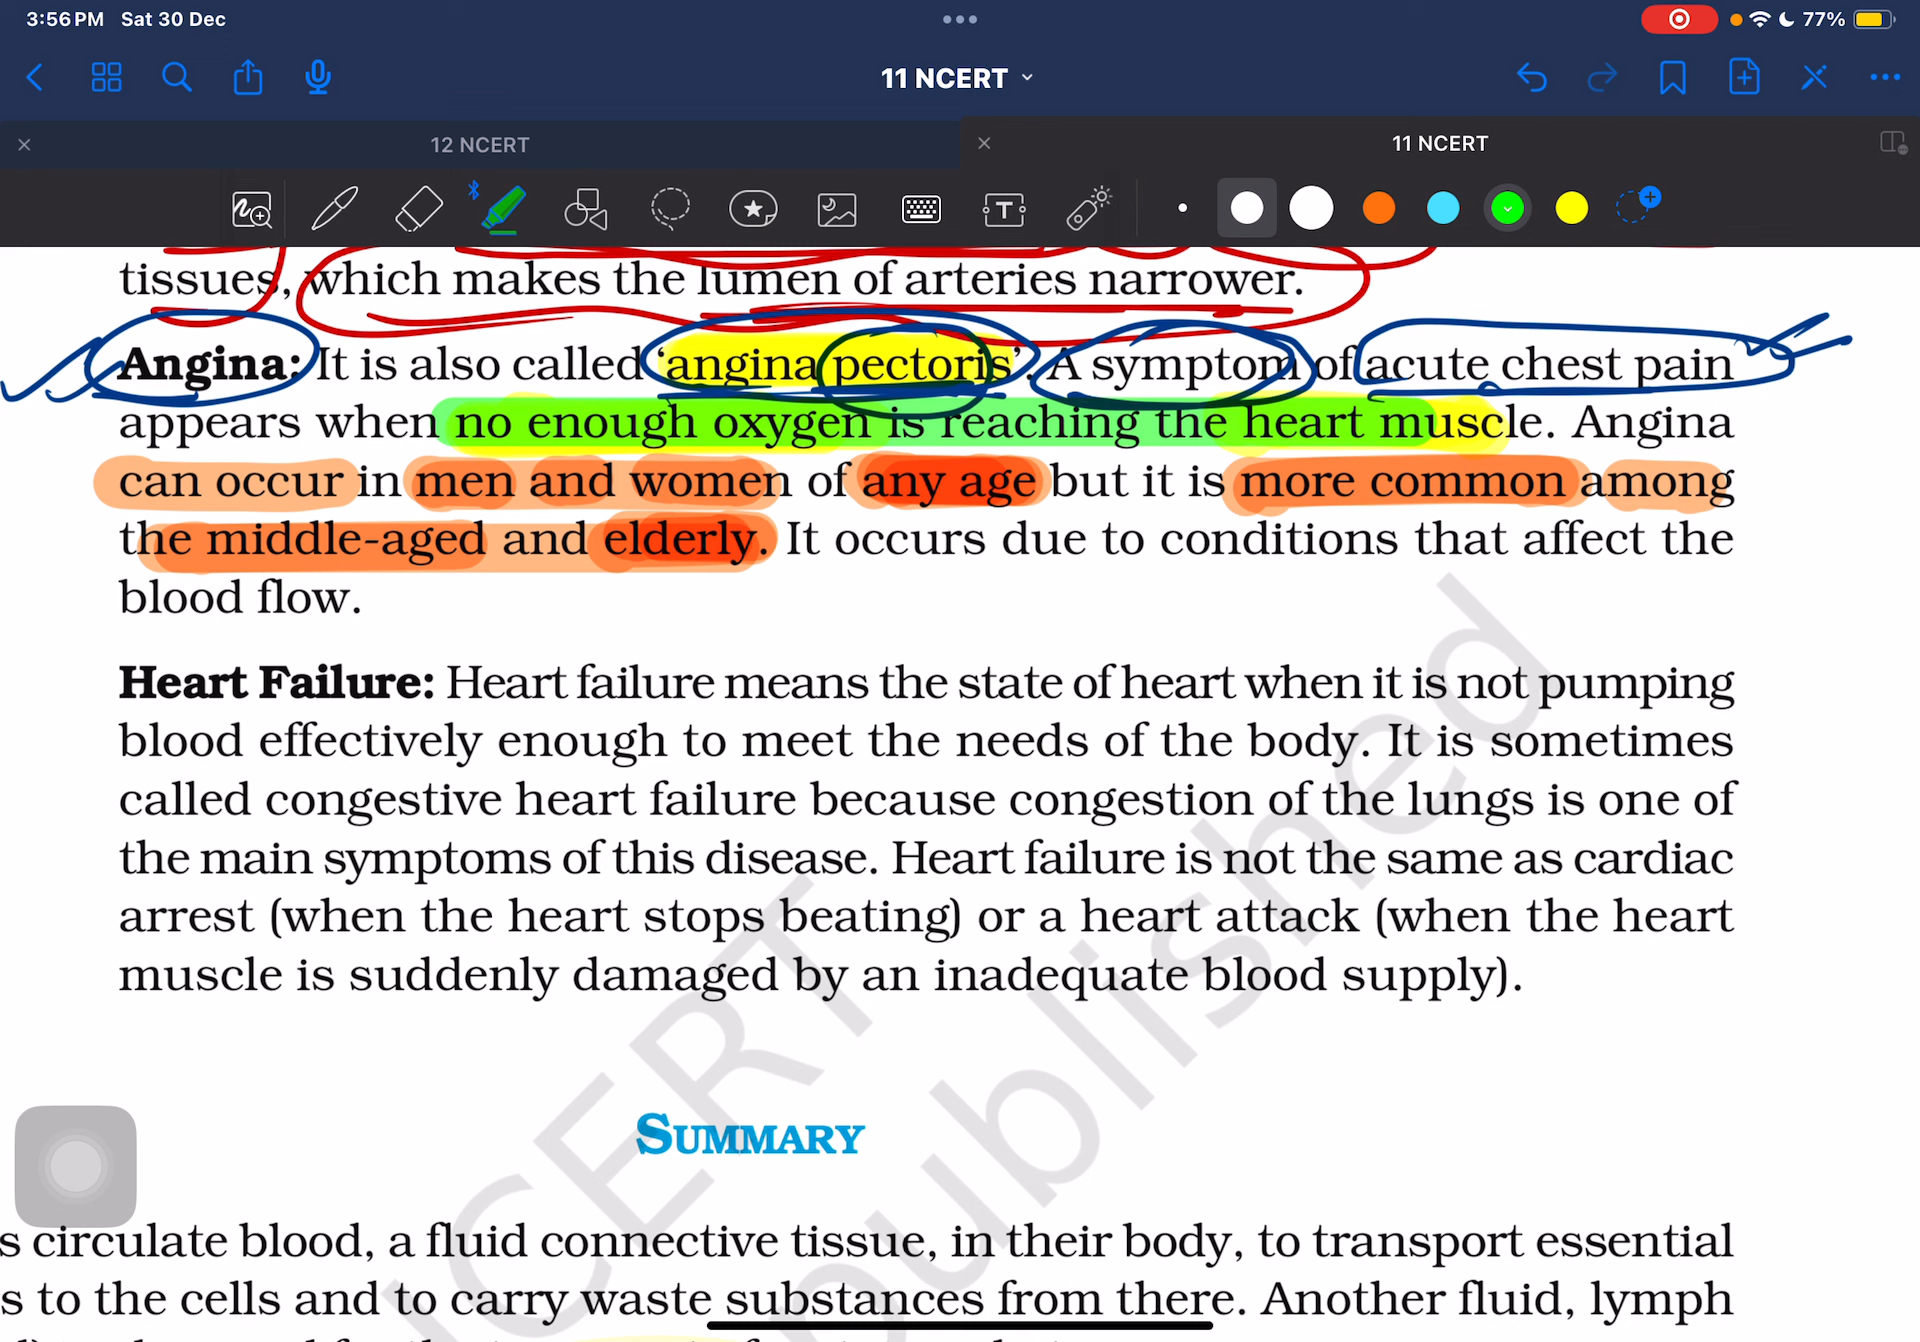 3:56 PM Sat 30 Dec
77%
11 NCERT
12 NCERT
11 NCERT
T
tissues, which makes the lumen of arteries narrower.
Angina: It is also called ‘angina pectoris’. A symptom of acute chest pain
appears when no enough oxygen is reaching the heart muscle. Angina
can occur in men and women of any age but it is more common among
the middle-aged and elderly. It occurs due to conditions that affect the
blood flow.
Heart Failure: Heart failure means the state of heart when it is not pumping
blood effectively enough to meet the needs of the body. It is sometimes
called congestive heart failure because congestion of the lungs is one of
the main symptoms of this disease. Heart failure is not the same as cardiac
arrest (when the heart stops beating) or a heart attack (when the heart
muscle is suddenly damaged by an inadequate blood supply).
SUMMARY
s circulate blood, a fluid connective tissue, in their body, to transport essential
s to the cells and to carry waste substances from there. Another fluid, lymph
NCERT
published